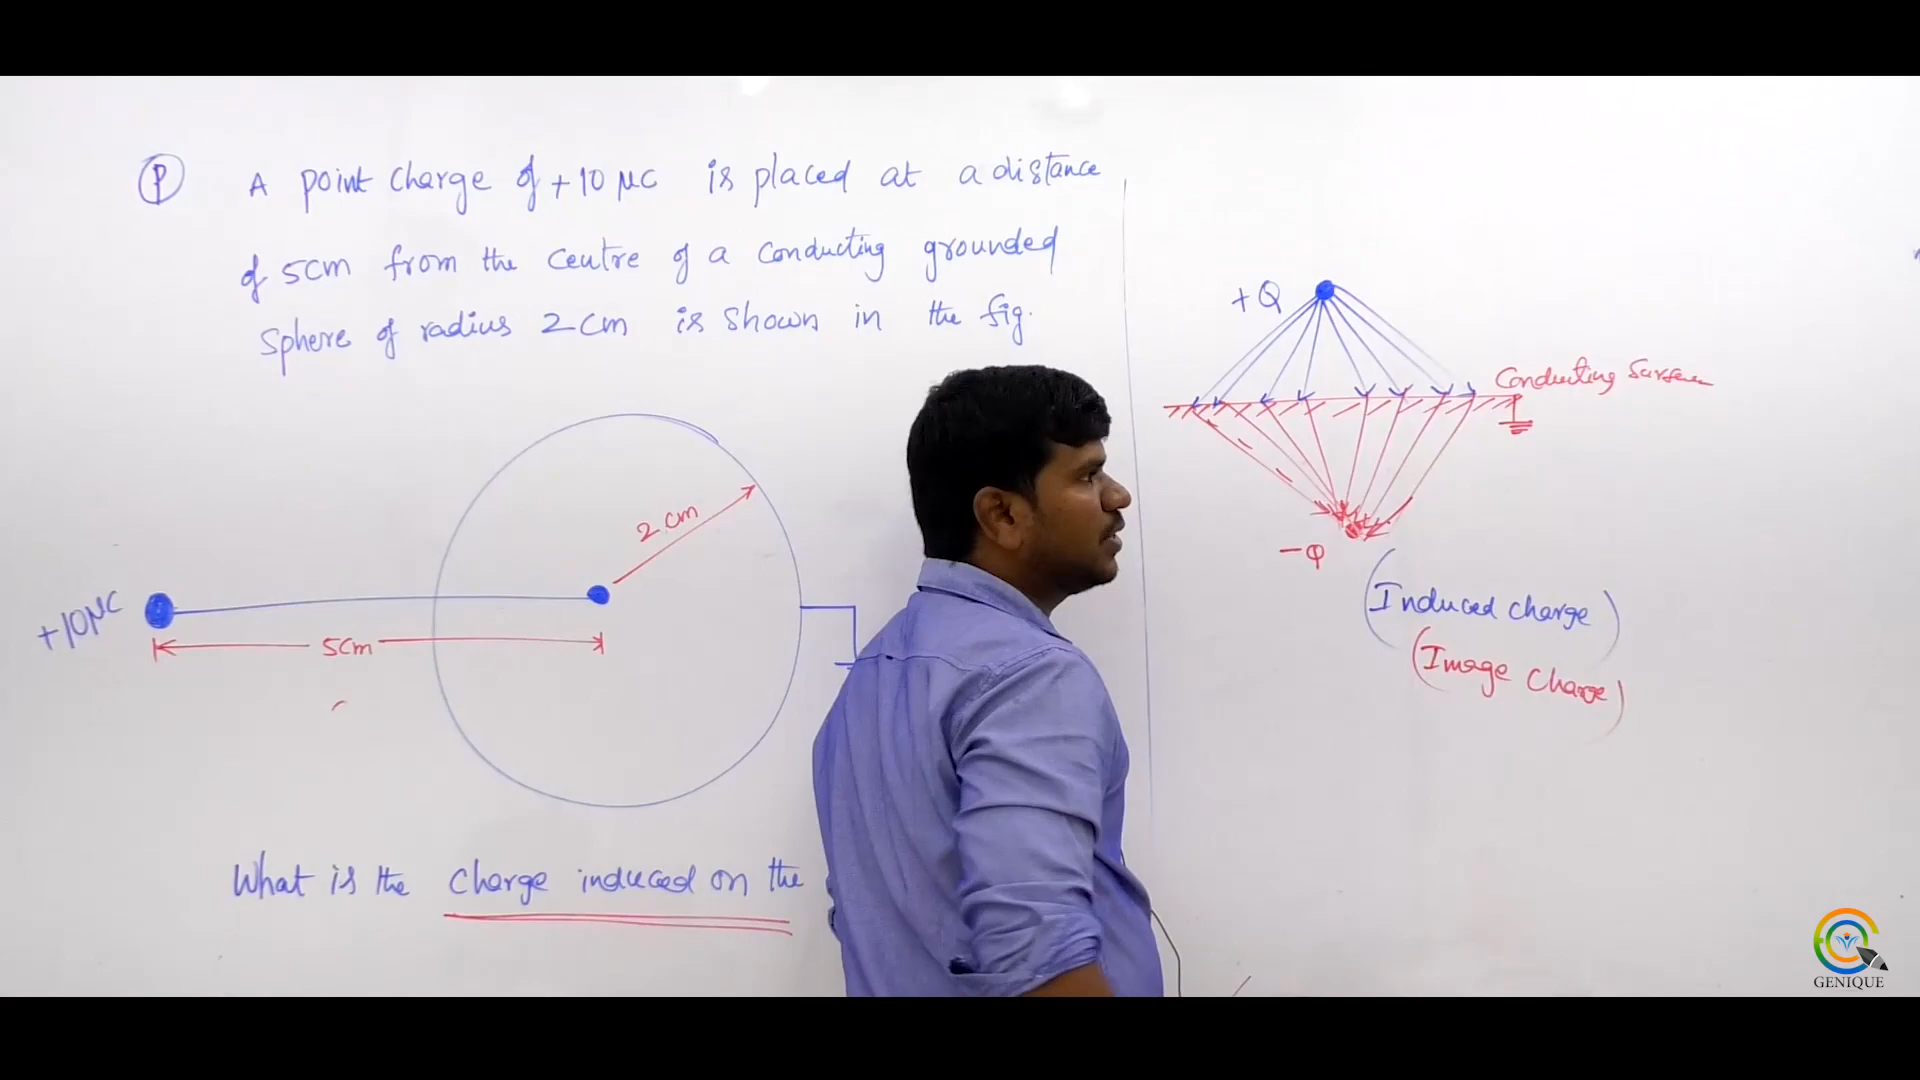 P A point charge of +10 μC is placed at a distance
of 5cm from the centre of a conducting grounded
sphere of radius 2cm is shown in the fig.
2 cm
+10μC
5cm
What is the charge induced on the
+Q
Conducting Surface
-Q
(Induced charge)
(Image Charge)
GENIQUE